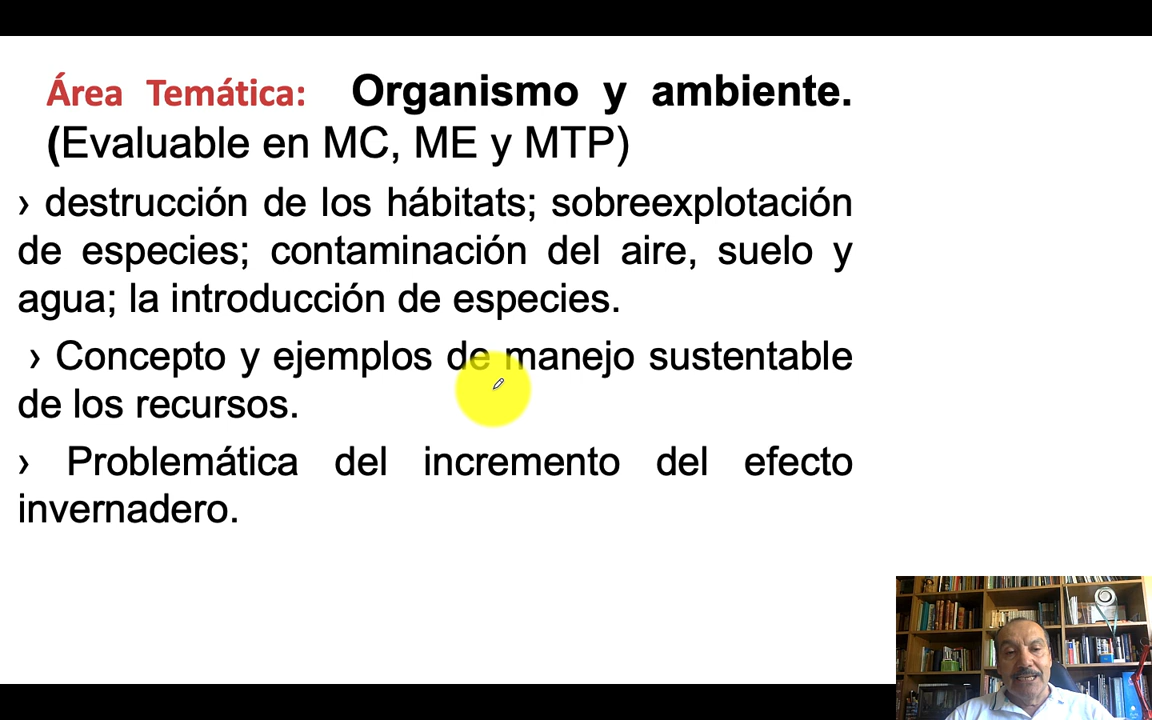 Área Temática: Organismo y ambiente.
(Evaluable en MC, ME y MTP)
› destrucción de los hábitats; sobreexplotación
de especies; contaminación del aire, suelo y
agua; la introducción de especies.
› Concepto y ejemplos de manejo sustentable
de los recursos.
› Problemática del incremento del efecto
invernadero.